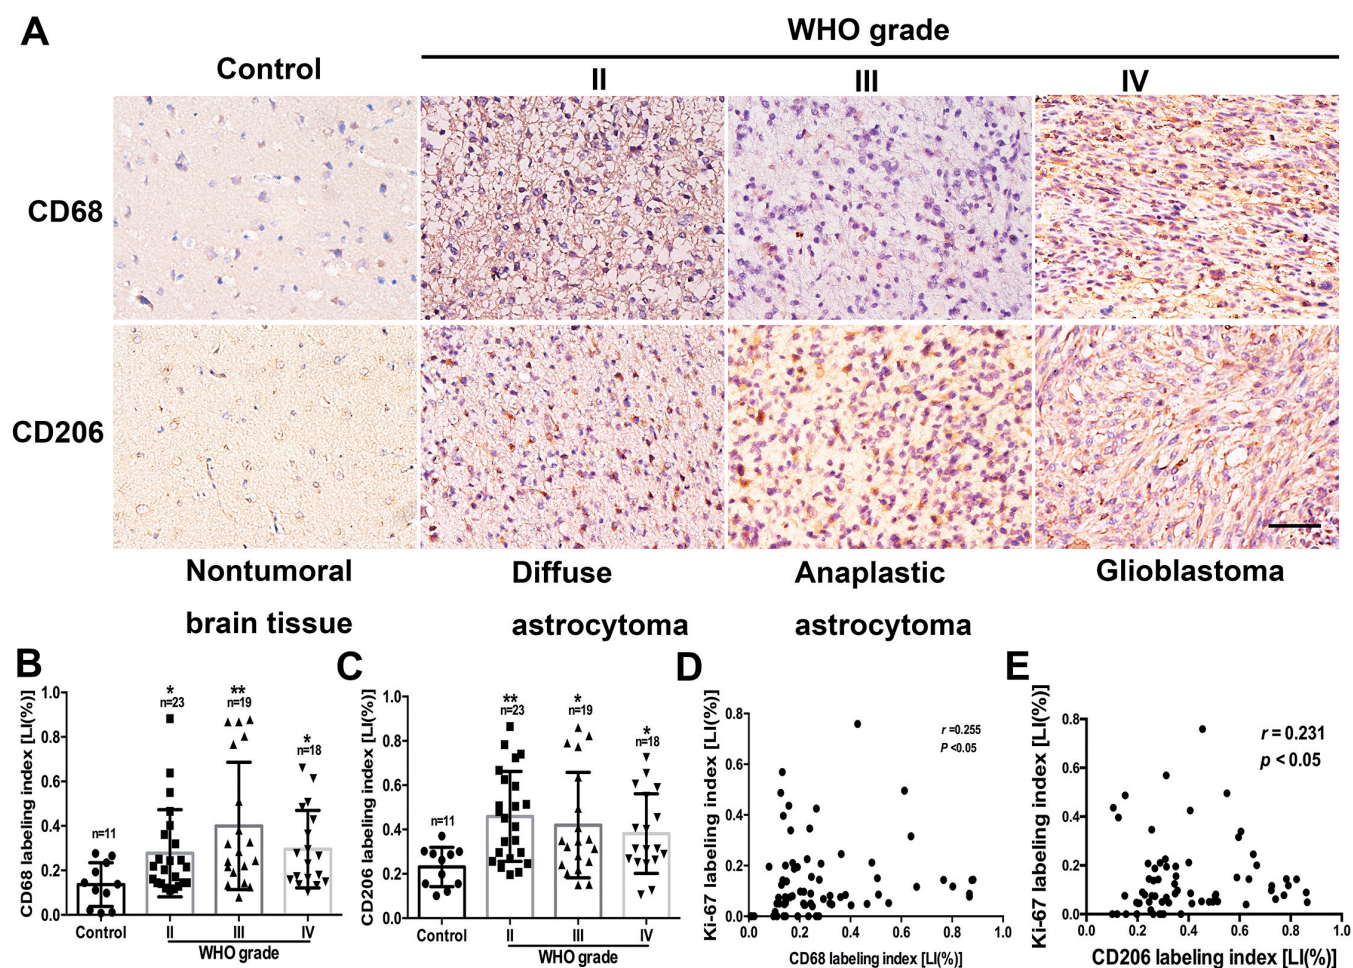 A
WHO grade
Control
II
III
IV
CD68
CD206
Nontumoral
brain tissue
Diffuse
astrocytoma
Anaplastic
astrocytoma
Glioblastoma
B
CD68 labeling index [LI(%)]
1.0
0.8
0.6
0.4
0.2
0.0
n=11
*
n=23
**
n=19
*
n=18
Control
II
III
IV
WHO grade
C
CD206 labeling index [LI(%)]
1.0
0.8
0.6
0.4
0.2
0.0
n=11
**
n=23
*
n=19
*
n=18
Control
II
III
IV
WHO grade
D
Ki-67 labeling index [LI(%)]
0.8
0.6
0.4
0.2
0.0
r =0.255
P <0.05
0.0
0.2
0.4
0.6
0.8
1.0
CD68 labeling index [LI(%)]
E
Ki-67 labeling index [LI(%)]
0.8
0.6
0.4
0.2
0.0
r = 0.231
p < 0.05
0.0
0.2
0.4
0.6
0.8
1.0
CD206 labeling index [LI(%)]